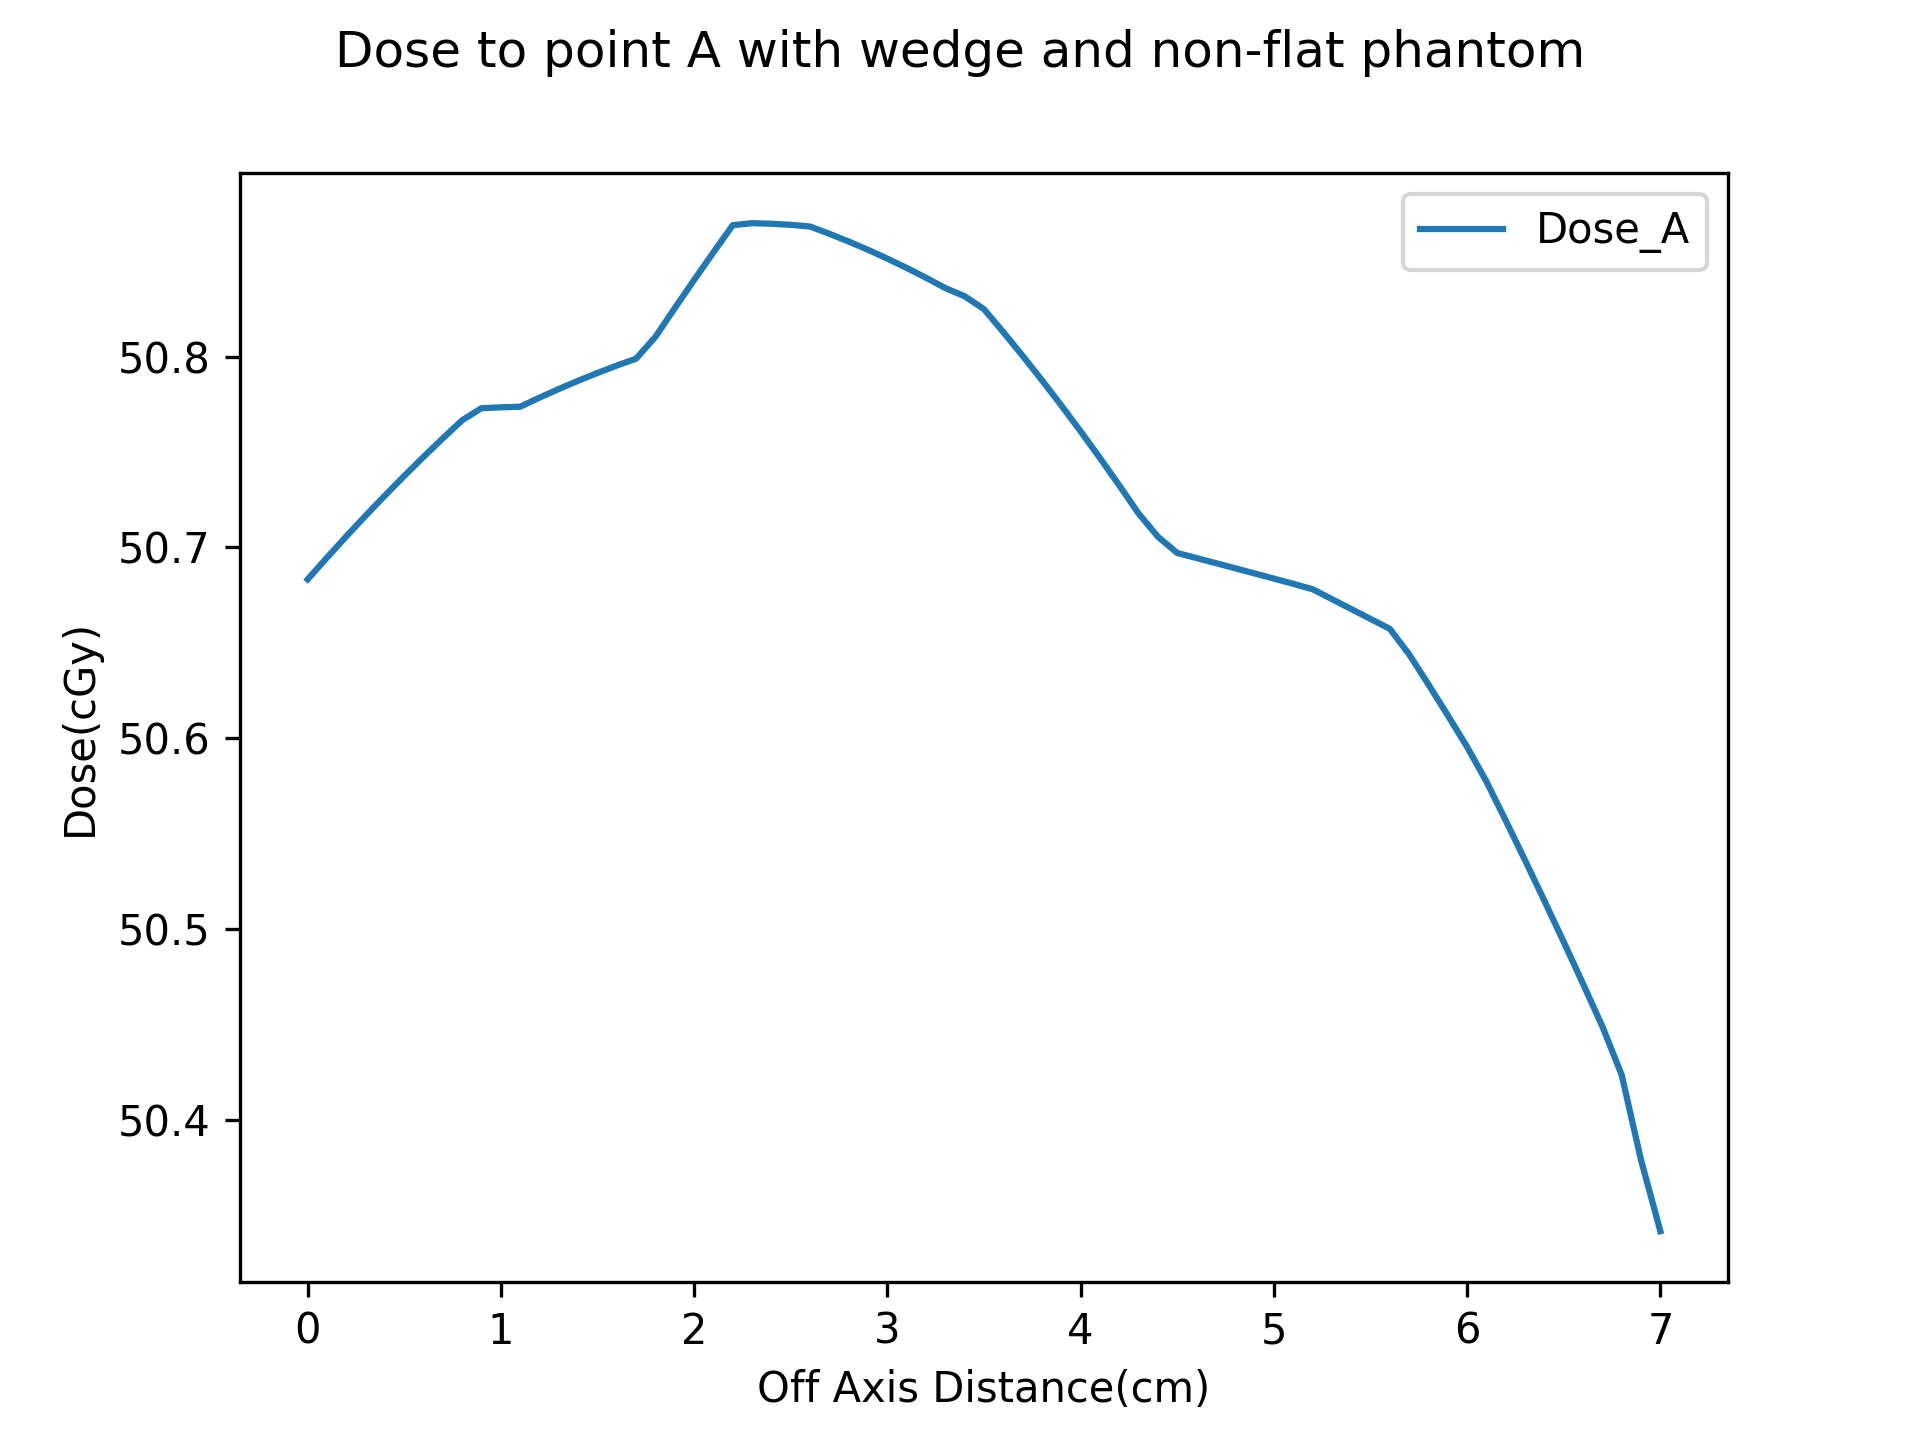 Dose to point A with wedge and non-flat phantom
Dose_A
50.8
50.7
50.6
50.5
50.4
Dose(cGy)
0 1 2 3 4 5 6 7
Off Axis Distance(cm)